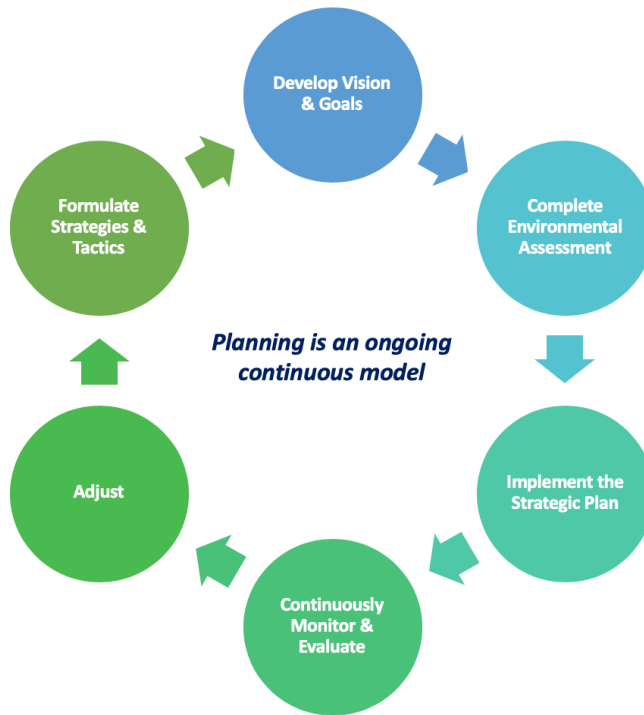 Develop Vision
& Goals
Complete
Environmental
Assessment
Implement the
Strategic Plan
Continuously
Monitor &
Evaluate
Adjust
Formulate
Strategies &
Tactics
Planning is an ongoing
continuous model